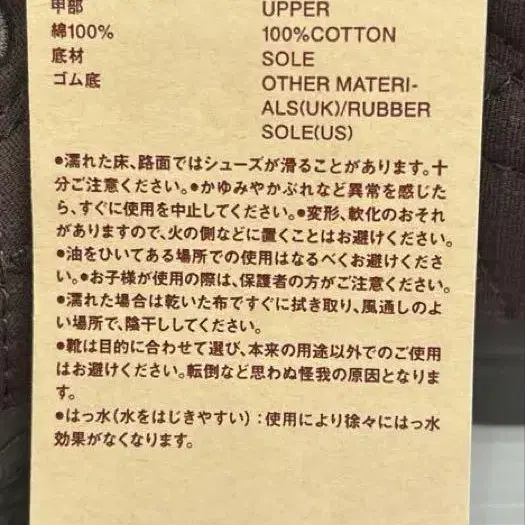 甲部 UPPER
綿100% 100%COTTON
底材 SOLE
ゴム底 OTHER MATERI-
ALS(UK)/RUBBER
SOLE(US)
●濡れた床、路面ではシューズが滑ることがあります。十
分ご注意ください。●かゆみやかぶれなど異常を感じた
ら、すぐに使用を中止してください。●変形、軟化のおそれ
がありますので、火の側などに置くことはお避けください。
●油をひいてある場所での使用はなるべくお避けくださ
い。●お子様が使用の際は、保護者の方がご注意ください。
●濡れた場合は乾いた布ですぐに拭き取り、風通しのよ
い場所で、陰干ししてください。
●靴は目的に合わせて選び、本来の用途以外でのご使用
はお避けください。転倒など思わぬ怪我の原因となりま
す。
●はっ水(水をはじきやすい):使用により徐々にはっ水
効果がなくなります。